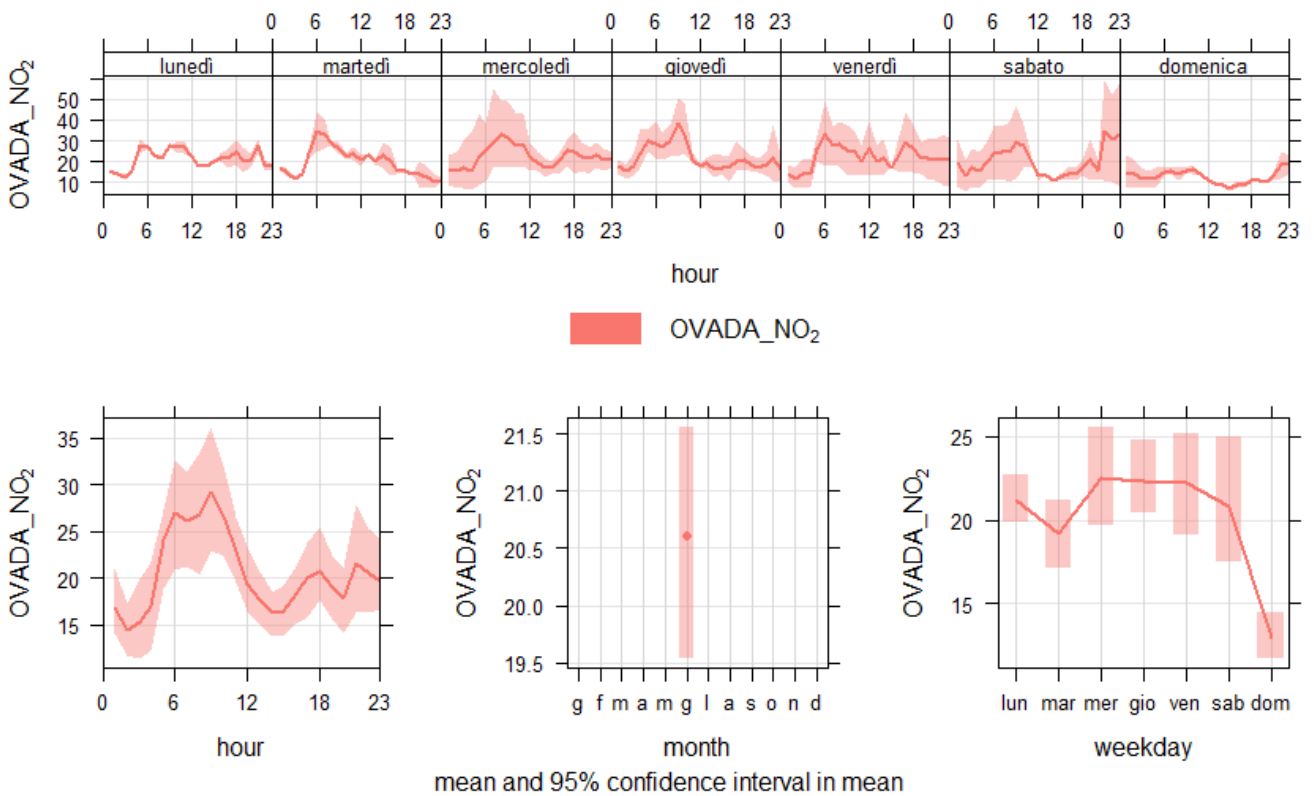 0 6 12 18 23 0 6 12 18 23 0 6 12 18 23
lunedì martedì mercoledì giovedì venerdì sabato domenica
OVADA_NO₂
50
40
30
20
10
0 6 12 18 23 0 6 12 18 23 0 6 12 18 23 0 6 12 18 23
hour
OVADA_NO₂
OVADA_NO₂
35
30
25
20
15
0 6 12 18 23
hour
OVADA_NO₂
21.5
21.0
20.5
20.0
19.5
g f m a m g l a s o n d
month
OVADA_NO₂
25
20
15
lun mar mer gio ven sab dom
weekday
mean and 95% confidence interval in mean